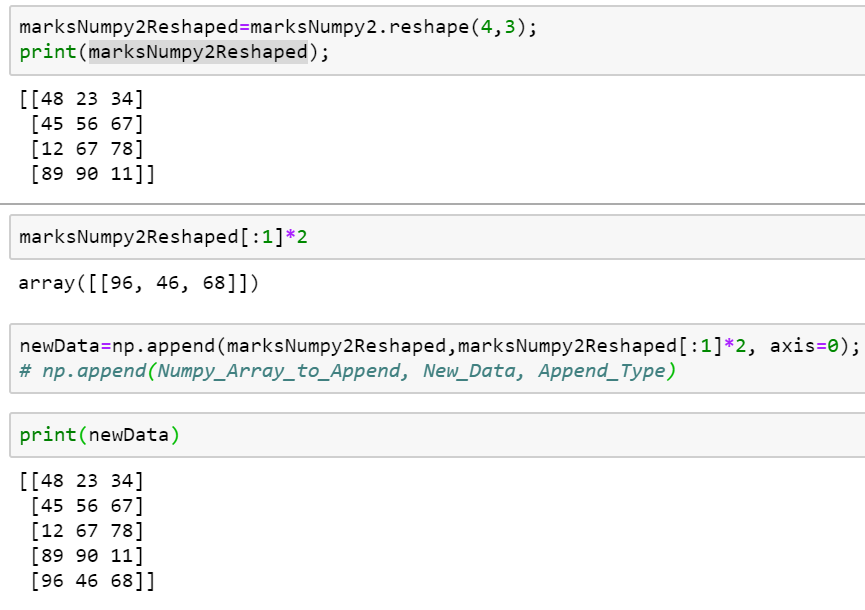 marksNumpy2Reshaped=marksNumpy2.reshape(4,3);
print(marksNumpy2Reshaped);
[[48 23 34]
 [45 56 67]
 [12 67 78]
 [89 90 11]]
marksNumpy2Reshaped[:1]*2
array([[96, 46, 68]])
newData=np.append(marksNumpy2Reshaped,marksNumpy2Reshaped[:1]*2, axis=0);
# np.append(Numpy_Array_to_Append, New_Data, Append_Type)
print(newData)
[[48 23 34]
 [45 56 67]
 [12 67 78]
 [89 90 11]
 [96 46 68]]